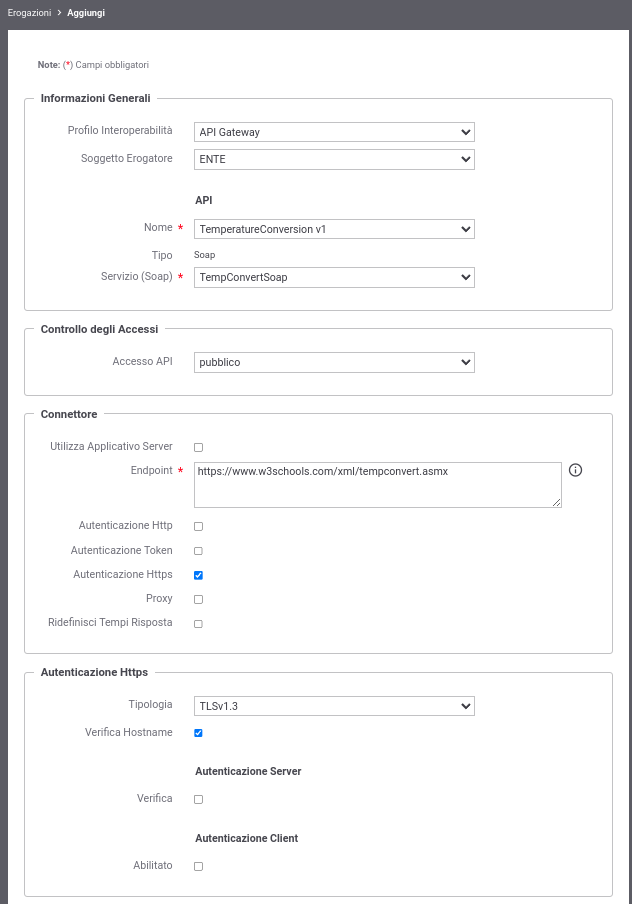 Erogazioni > Aggiungi
Note: (*) Campi obbligatori
Informazioni Generali
Profilo Interoperabilità API Gateway
Soggetto Erogatore ENTE
API
Nome * TemperatureConversion v1
Tipo Soap
Servizio (Soap) * TempConvertSoap
Controllo degli Accessi
Accesso API pubblico
Connettore
Utilizza Applicativo Server
Endpoint * https://www.w3schools.com/xml/tempconvert.asmx
Autenticazione Http
Autenticazione Token
Autenticazione Https
Proxy
Ridefinisci Tempi Risposta
Autenticazione Https
Tipologia TLSv1.3
Verifica Hostname
Autenticazione Server
Verifica
Autenticazione Client
Abilitato